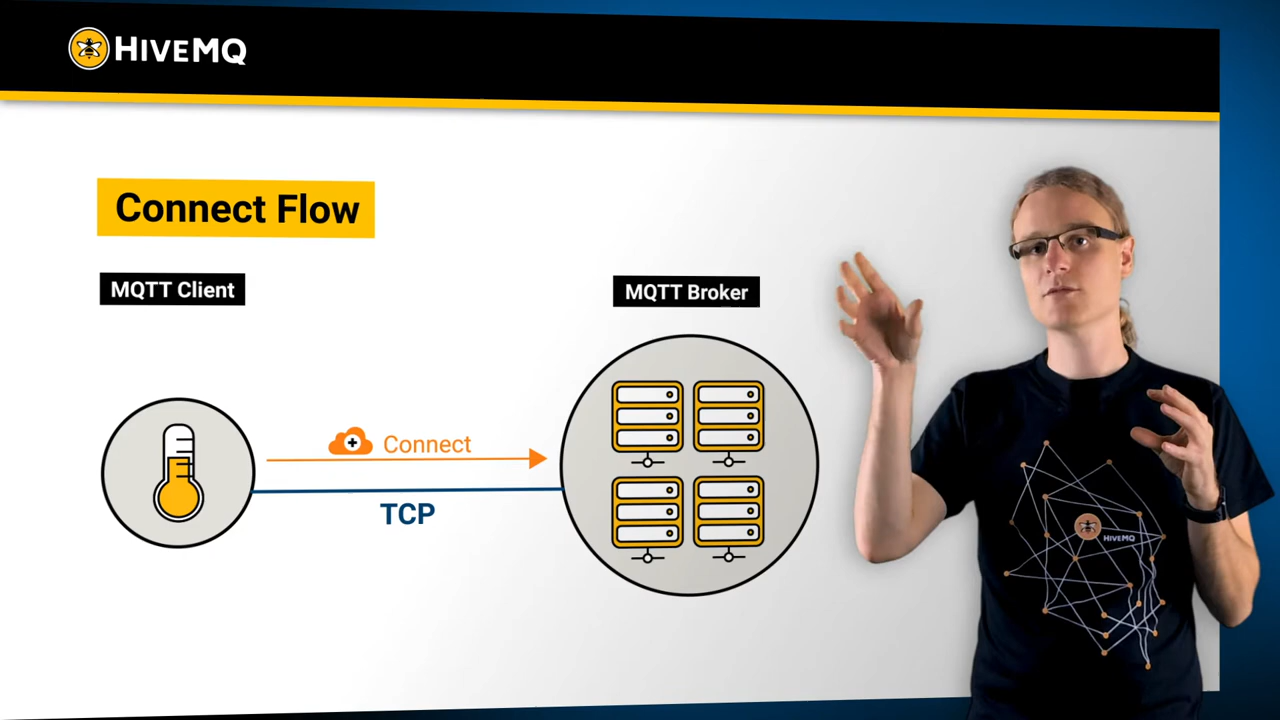 HIVEMQ
Connect Flow
MQTT Client
MQTT Broker
Connect
TCP
HIVEMQ